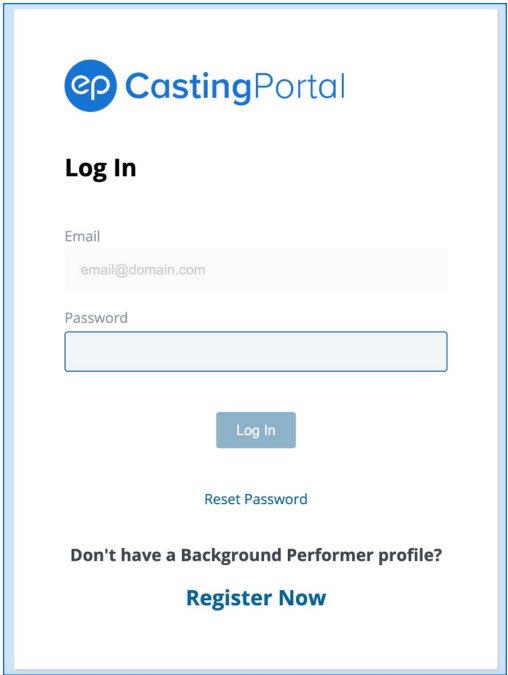 ep CastingPortal
Log In
Email
email@domain.com
Password
Log In
Reset Password
Don't have a Background Performer profile?
Register Now